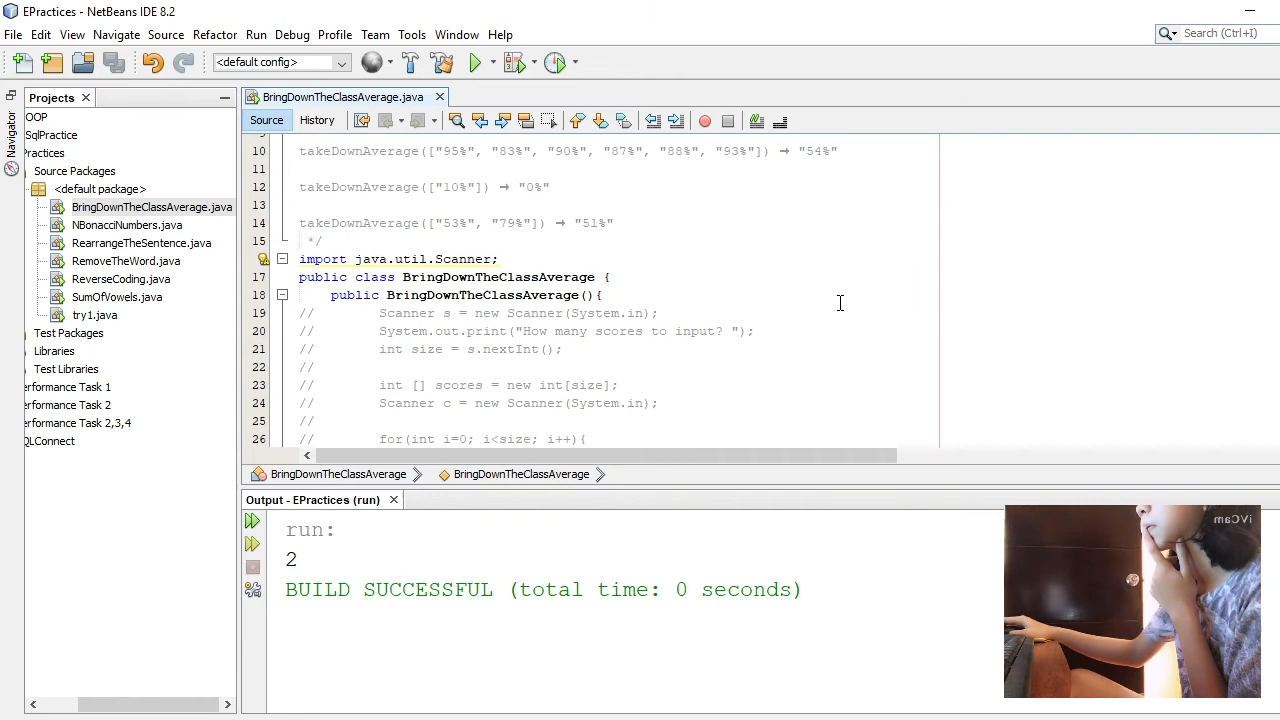 EPractices - NetBeans IDE 8.2
File Edit View Navigate Source Refactor Run Debug Profile Team Tools Window Help
Search (Ctrl+I)
<default config>
Projects
BringDownTheClassAverage.java
Navigator
Source History
OOP
SqlPractice
Practices
Source Packages
<default package>
BringDownTheClassAverage.java
NBonacciNumbers.java
RearrangeTheSentence.java
RemoveTheWord.java
ReverseCoding.java
SumOfVowels.java
try1.java
Test Packages
Libraries
Test Libraries
erformance Task 1
erformance Task 2
erformance Task 2,3,4
QLConnect
10 takeDownAverage(["95%", "83%", "90%", "87%", "88%", "93%"]) → "54%"
11
12 takeDownAverage(["10%"]) → "0%"
13
14 takeDownAverage(["53%", "79%"]) → "51%"
15 */
import java.util.Scanner;
17 public class BringDownTheClassAverage {
18 public BringDownTheClassAverage(){
19 // Scanner s = new Scanner(System.in);
20 // System.out.print("How many scores to input? ");
21 // int size = s.nextInt();
22 //
23 // int [] scores = new int[size];
24 // Scanner c = new Scanner(System.in);
25 //
26 // for(int i=0; i<size; i++){
BringDownTheClassAverage BringDownTheClassAverage
Output - EPractices (run)
run:
2
BUILD SUCCESSFUL (total time: 0 seconds)
iVCam